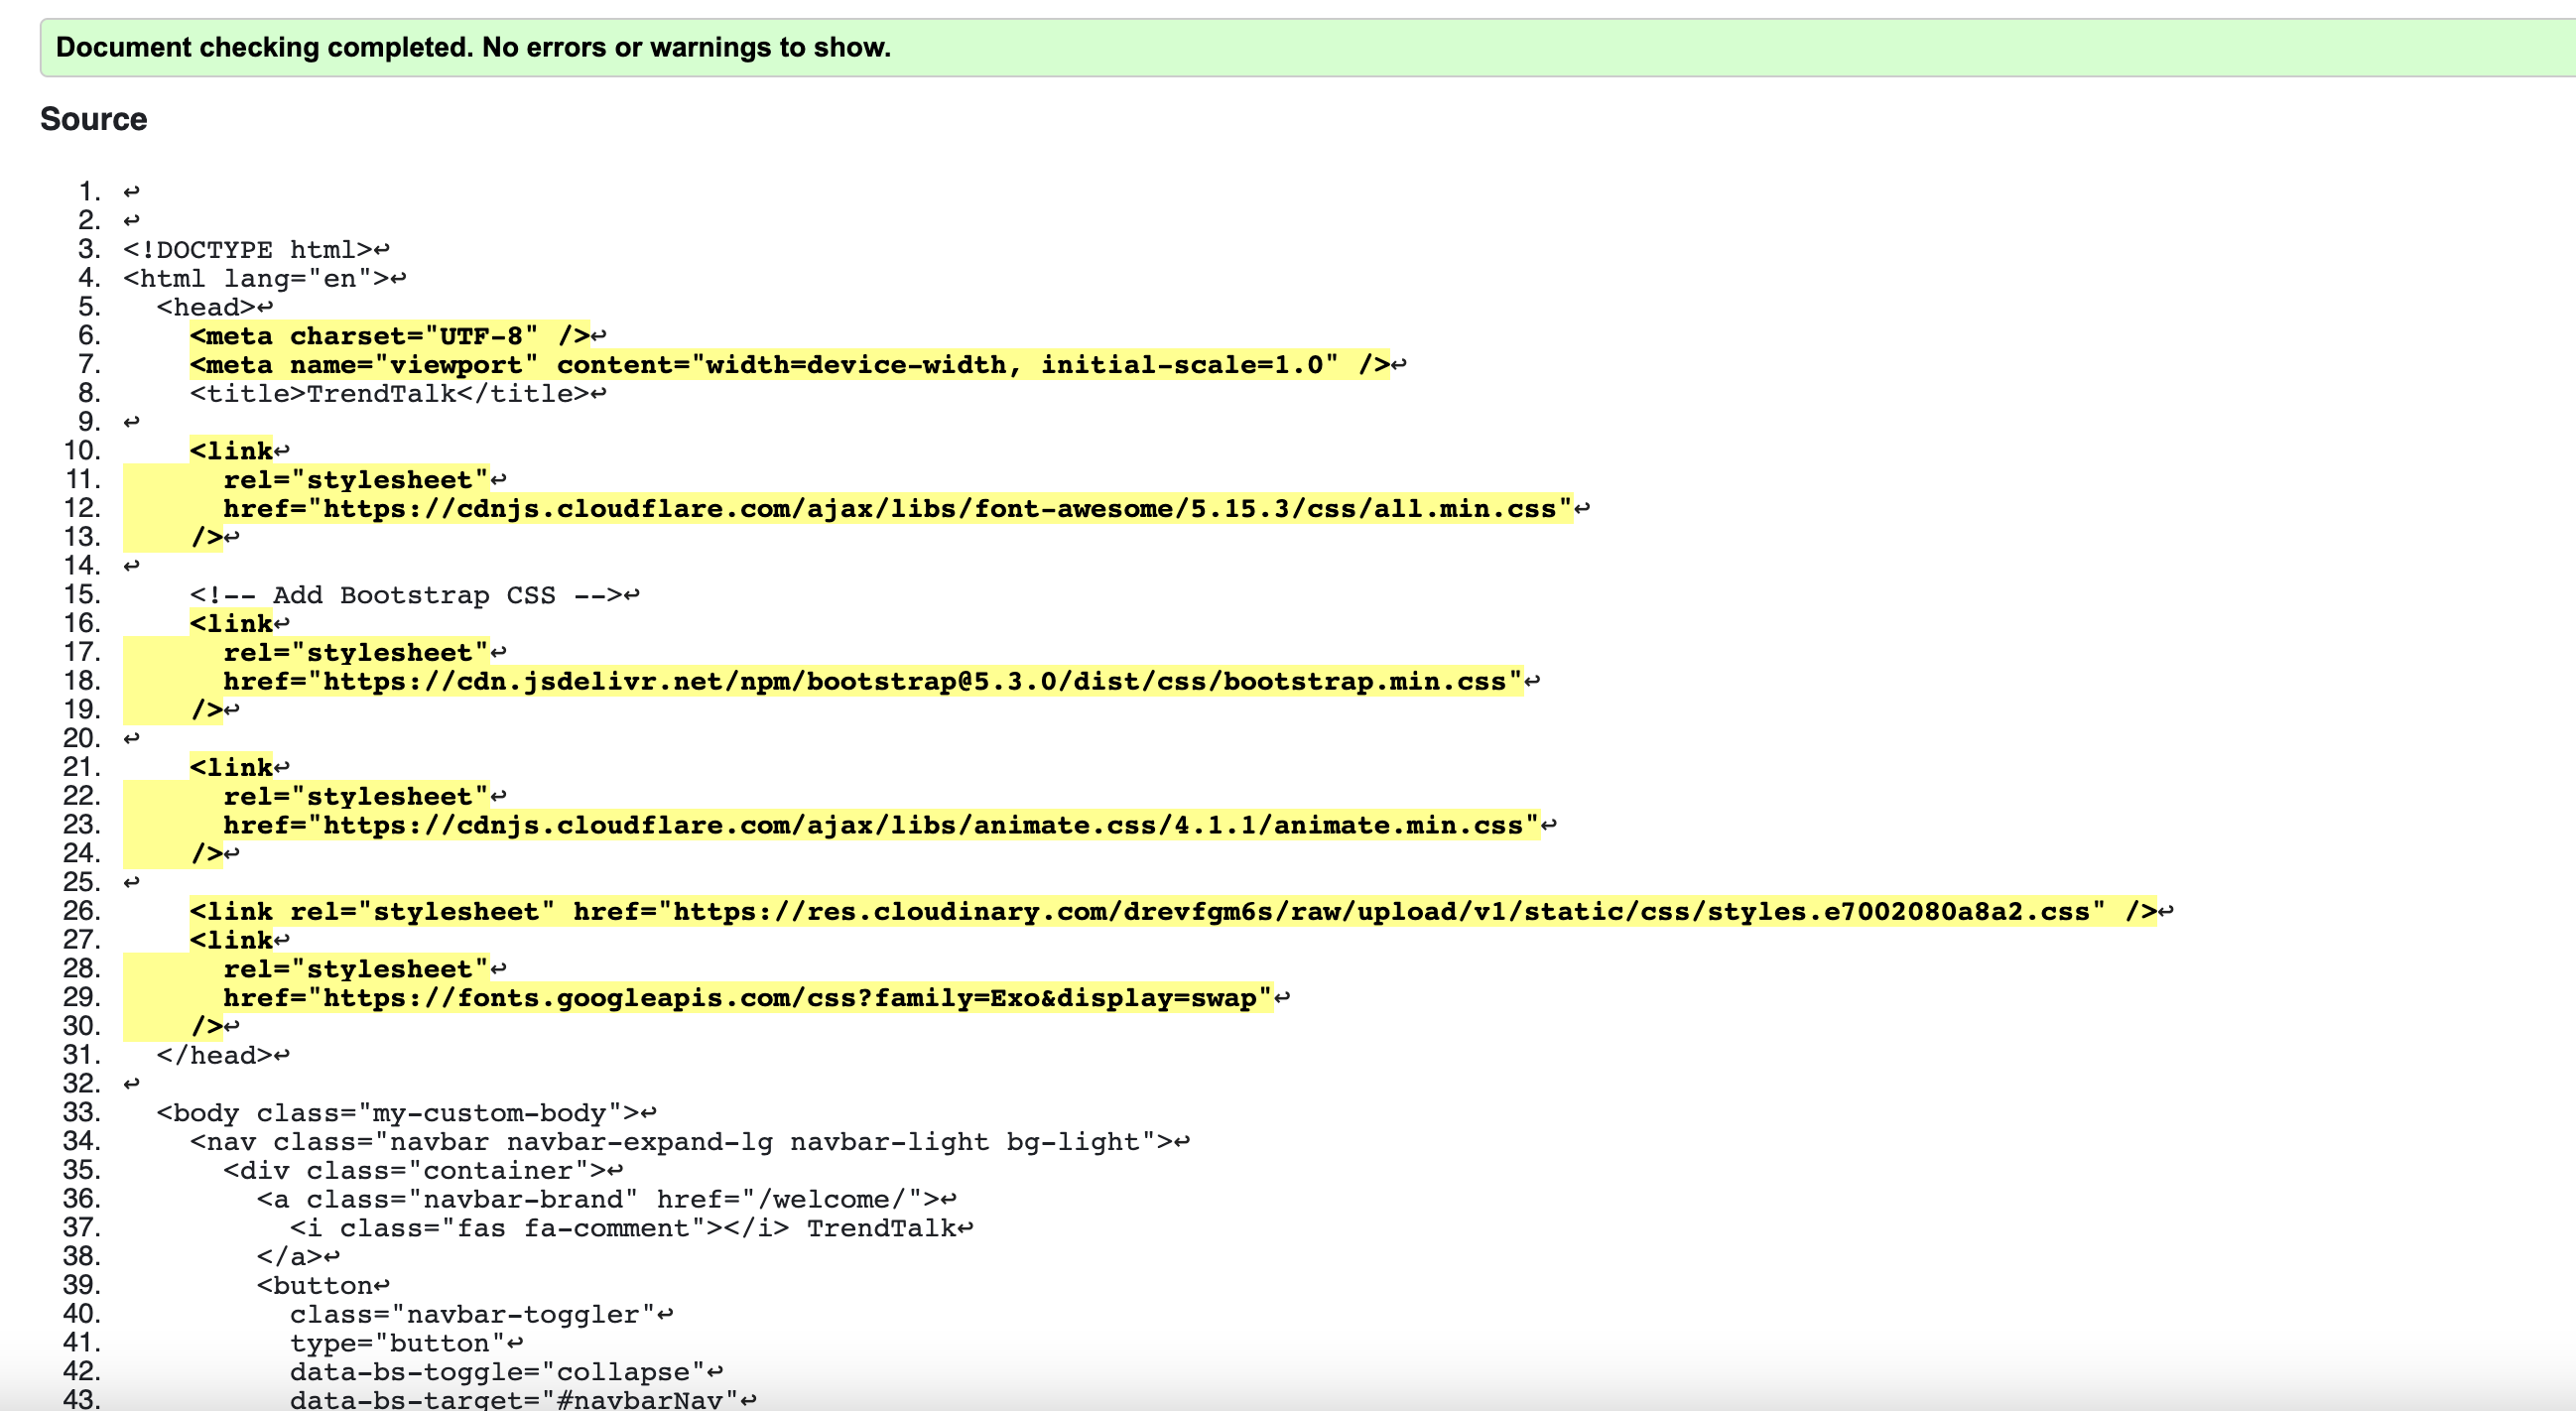 Document checking completed. No errors or warnings to show.
Source
1. ↩
2. ↩
3. <!DOCTYPE html>↩
4. <html lang="en">↩
5.   <head>↩
6.     <meta charset="UTF-8" />↩
7.     <meta name="viewport" content="width=device-width, initial-scale=1.0" />↩
8.     <title>TrendTalk</title>↩
9. ↩
10.     <link↩
11.       rel="stylesheet"↩
12.       href="https://cdnjs.cloudflare.com/ajax/libs/font-awesome/5.15.3/css/all.min.css"↩
13.     />↩
14. ↩
15.     <!-- Add Bootstrap CSS -->↩
16.     <link↩
17.       rel="stylesheet"↩
18.       href="https://cdn.jsdelivr.net/npm/bootstrap@5.3.0/dist/css/bootstrap.min.css"↩
19.     />↩
20. ↩
21.     <link↩
22.       rel="stylesheet"↩
23.       href="https://cdnjs.cloudflare.com/ajax/libs/animate.css/4.1.1/animate.min.css"↩
24.     />↩
25. ↩
26.     <link rel="stylesheet" href="https://res.cloudinary.com/drevfgm6s/raw/upload/v1/static/css/styles.e7002080a8a2.css" />↩
27.     <link↩
28.       rel="stylesheet"↩
29.       href="https://fonts.googleapis.com/css?family=Exo&display=swap"↩
30.     />↩
31.   </head>↩
32. ↩
33.   <body class="my-custom-body">↩
34.     <nav class="navbar navbar-expand-lg navbar-light bg-light">↩
35.       <div class="container">↩
36.         <a class="navbar-brand" href="/welcome/">↩
37.           <i class="fas fa-comment"></i> TrendTalk↩
38.         </a>↩
39.         <button↩
40.           class="navbar-toggler"↩
41.           type="button"↩
42.           data-bs-toggle="collapse"↩
43.           data-bs-target="#navbarNav"↩